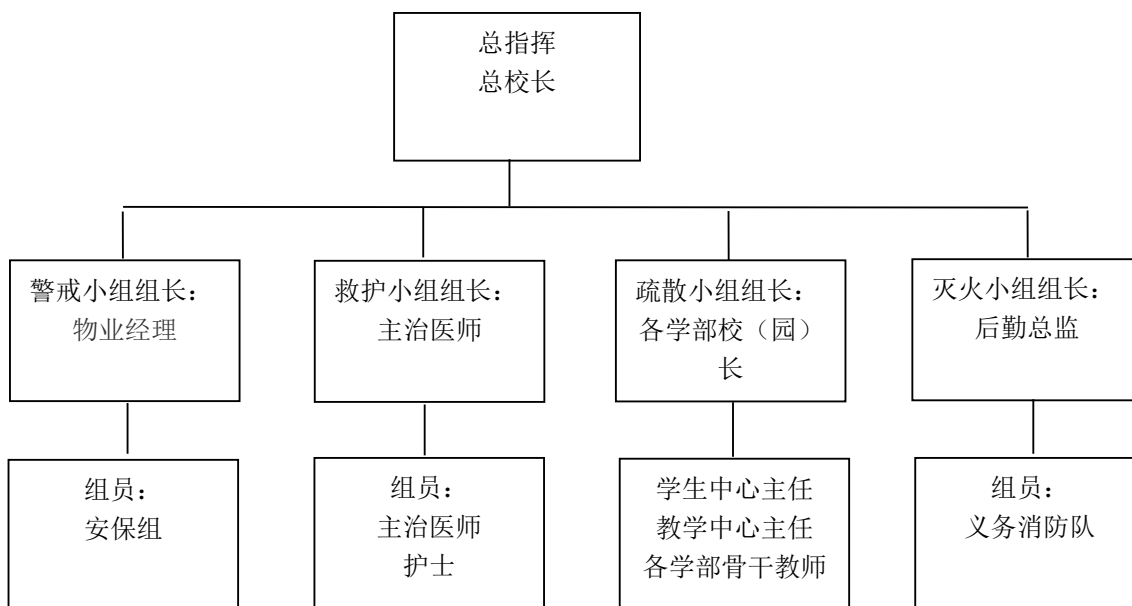 总指挥
总校长
警戒小组组长：
物业经理
救护小组组长：
主治医师
疏散小组组长：
各学部校（园）
长
灭火小组组长：
后勤总监
组员：
安保组
组员：
主治医师
护士
学生中心主任
教学中心主任
各学部骨干教师
组员：
义务消防队